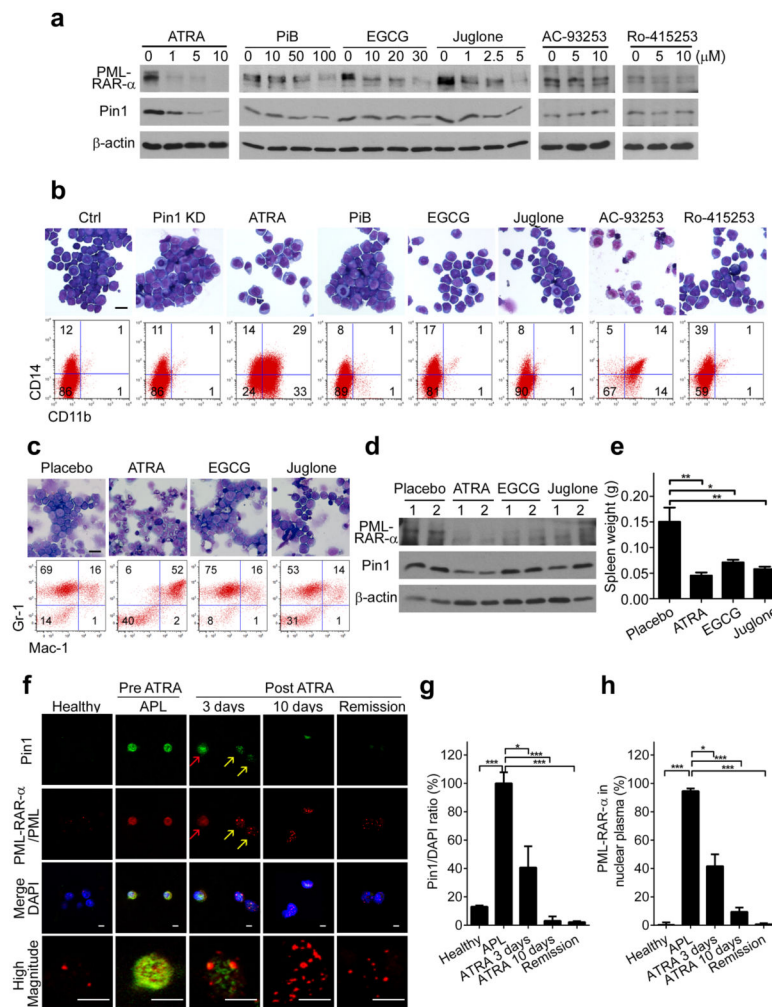 a
ATRA PiB EGCG Juglone AC-93253 Ro-415253
0 1 5 10 0 10 50 100 0 10 20 30 0 1 2.5 5 0 5 10 0 5 10 (μM)
PML-
RAR-α
Pin1
β-actin
b
Ctrl Pin1 KD ATRA PiB EGCG Juglone AC-93253 Ro-415253
12 1 11 1 14 29 8 1 17 1 8 1 5 14 39 1
86 1 86 1 24 33 89 1 81 1 90 1 67 14 59 1
CD14
CD11b
c
Placebo ATRA EGCG Juglone
69 16 6 52 75 16 53 14
14 1 40 2 8 1 31 1
Gr-1
Mac-1
d
Placebo ATRA EGCG Juglone
1 2 1 2 1 2 1 2
PML-
RAR-α
Pin1
β-actin
e
Spleen weight (g)
0.20
0.15
0.10
0.05
0.00
**
*
**
Placebo
ATRA
EGCG
Juglone
f
Pre ATRA Post ATRA
Healthy APL 3 days 10 days Remission
Pin1
PML-RAR-α
/PML
Merge
DAPI
High
Magnitude
g
Pin1/DAPI ratio (%)
120
100
80
60
40
20
0
*
***
*** ***
Healthy
APL
ATRA 3 days
ATRA 10 days
Remission
h
PML-RAR-α in
nuclear plasma (%)
120
100
80
60
40
20
0
*
***
*** ***
Healthy
APL
ATRA 3 days
ATRA 10 days
Remission